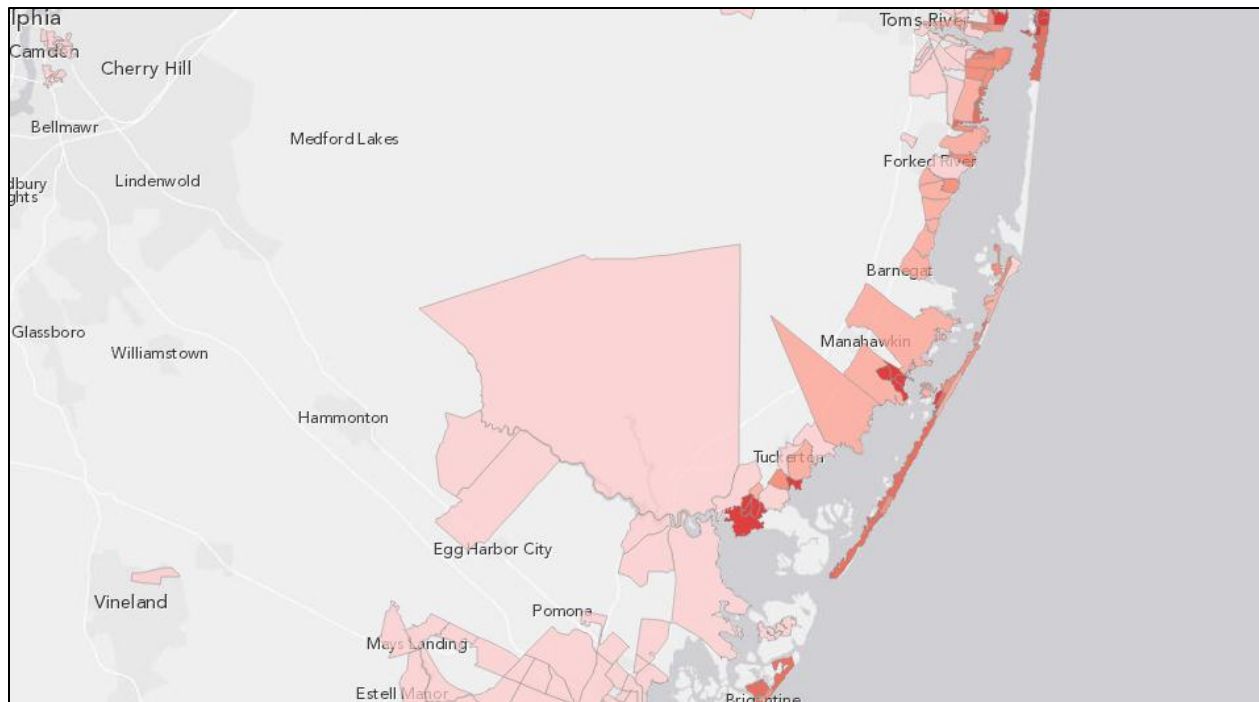 lphia
Toms River
Camden
Cherry Hill
Bellmawr
Medford Lakes
Forked River
dbury
ghts
Lindenwold
Barnegat
Glassboro
Williamstown
Manahawkin
Hammonton
Tuckerton
Egg Harbor City
Vineland
Pomona
Mays Landing
Estell Manor
Brigantine